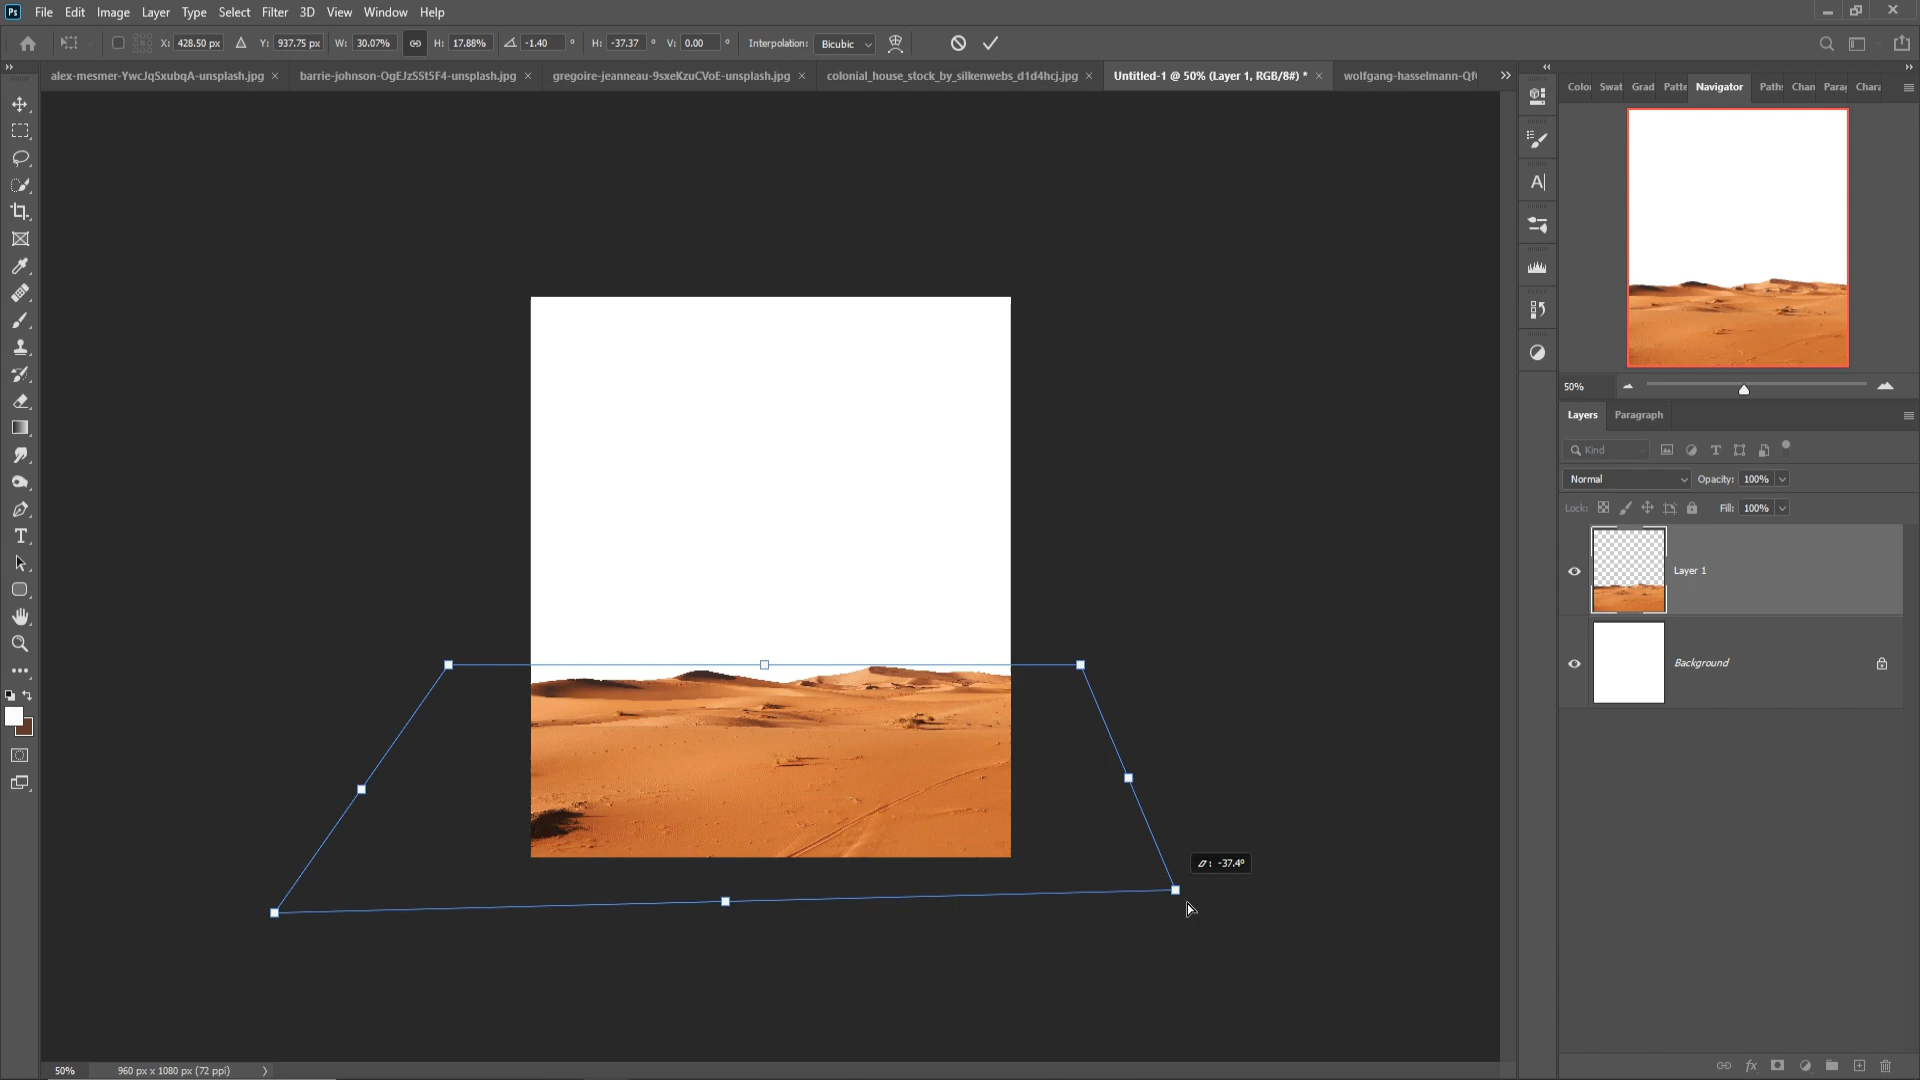 Ps File Edit Image Layer Type Select Filter 3D View Window Help
X: 428.50 px Y: 937.75 px W: 30.07% H: 17.88% -1.40 ° H: -37.37 ° V: 0.00 ° Interpolation: Bicubic
alex-mesmer-YwcJqSxubqA-unsplash.jpg × barrie-johnson-OgEJzSSt5F4-unsplash.jpg × gregoire-jeanneau-9sxeKzuCVoE-unsplash.jpg × colonial_house_stock_by_silkenwebs_d1d4hcj.jpg × Untitled-1 @ 50% (Layer 1, RGB/8#) * × wolfgang-hasselmann-Qf
Colo Swat Grad Patte Navigator Paths Chan Para Chara
50%
Layers Paragraph
Kind
Normal Opacity: 100%
Lock: Fill: 100%
Layer 1
Background
: -37.4°
50% 960 px x 1080 px (72 ppi)